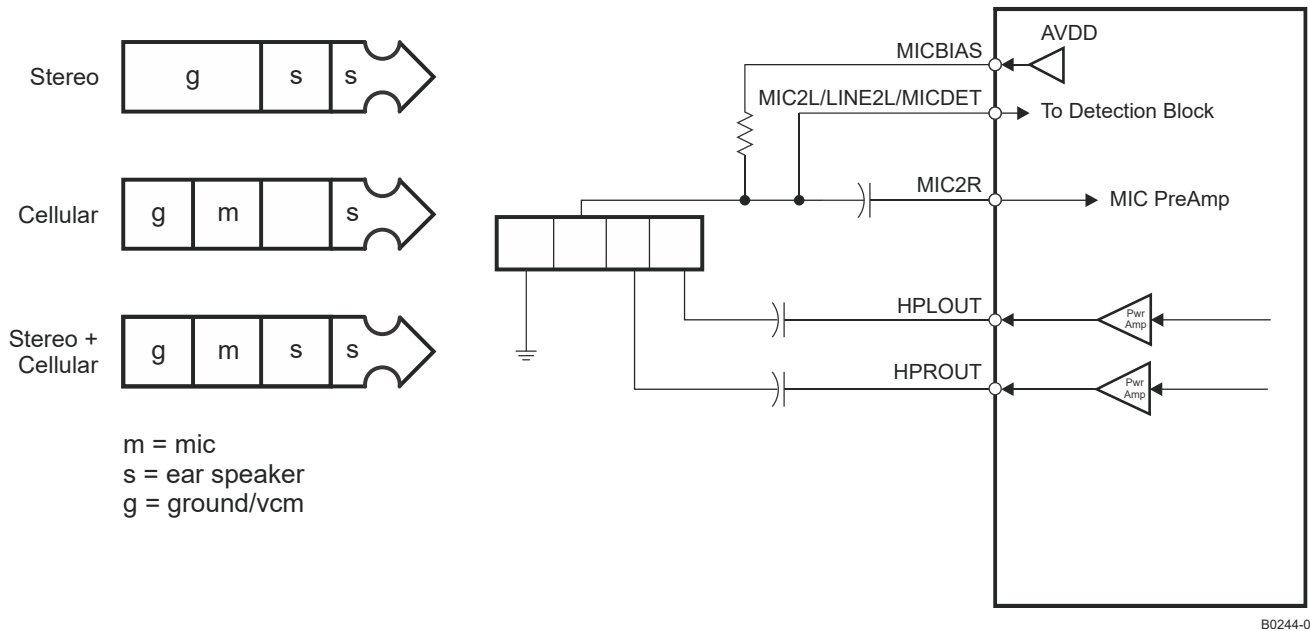 Stereo
g s s
Cellular
g m s
Stereo +
Cellular
g m s s
m = mic
s = ear speaker
g = ground/vcm
MICBIAS
AVDD
MIC2L/LINE2L/MICDET
To Detection Block
MIC2R
MIC PreAmp
HPLOUT
Pwr
Amp
HPROUT
Pwr
Amp
B0244-0